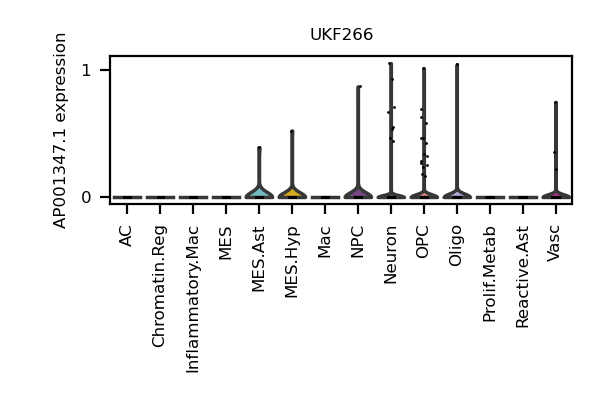 UKF266
AP001347.1 expression
1
0
AC
Chromatin.Reg
Inflammatory.Mac
MES
MES.Ast
MES.Hyp
Mac
NPC
Neuron
OPC
Oligo
Prolif.Metab
Reactive.Ast
Vasc